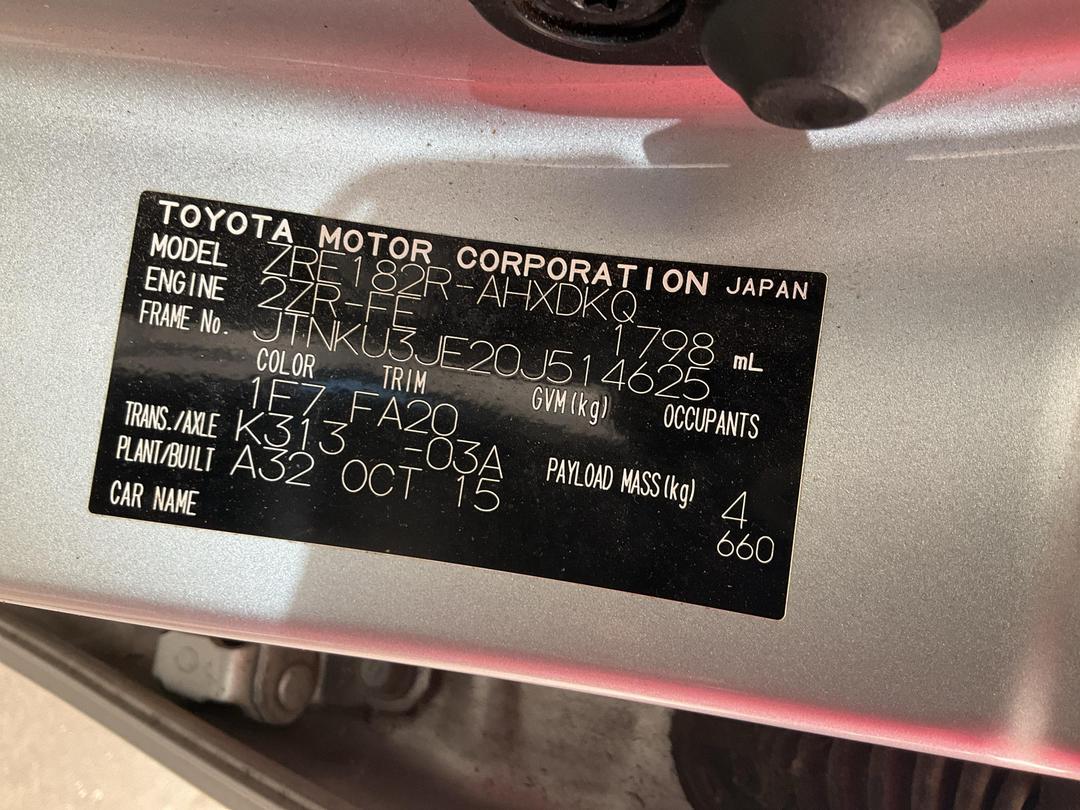 TOYOTA MOTOR CORPORATION JAPAN
MODEL ZRE182R-AHXDKQ
ENGINE 2ZR-FE 1798 mL
FRAME No. JTNKU3JE20J514625
COLOR TRIM GVM(kg) OCCUPANTS
1F7 FA20
TRANS./AXLE K313 -03A PAYLOAD MASS(kg) 4
PLANT/BUILT A32 OCT 15 660
CAR NAME